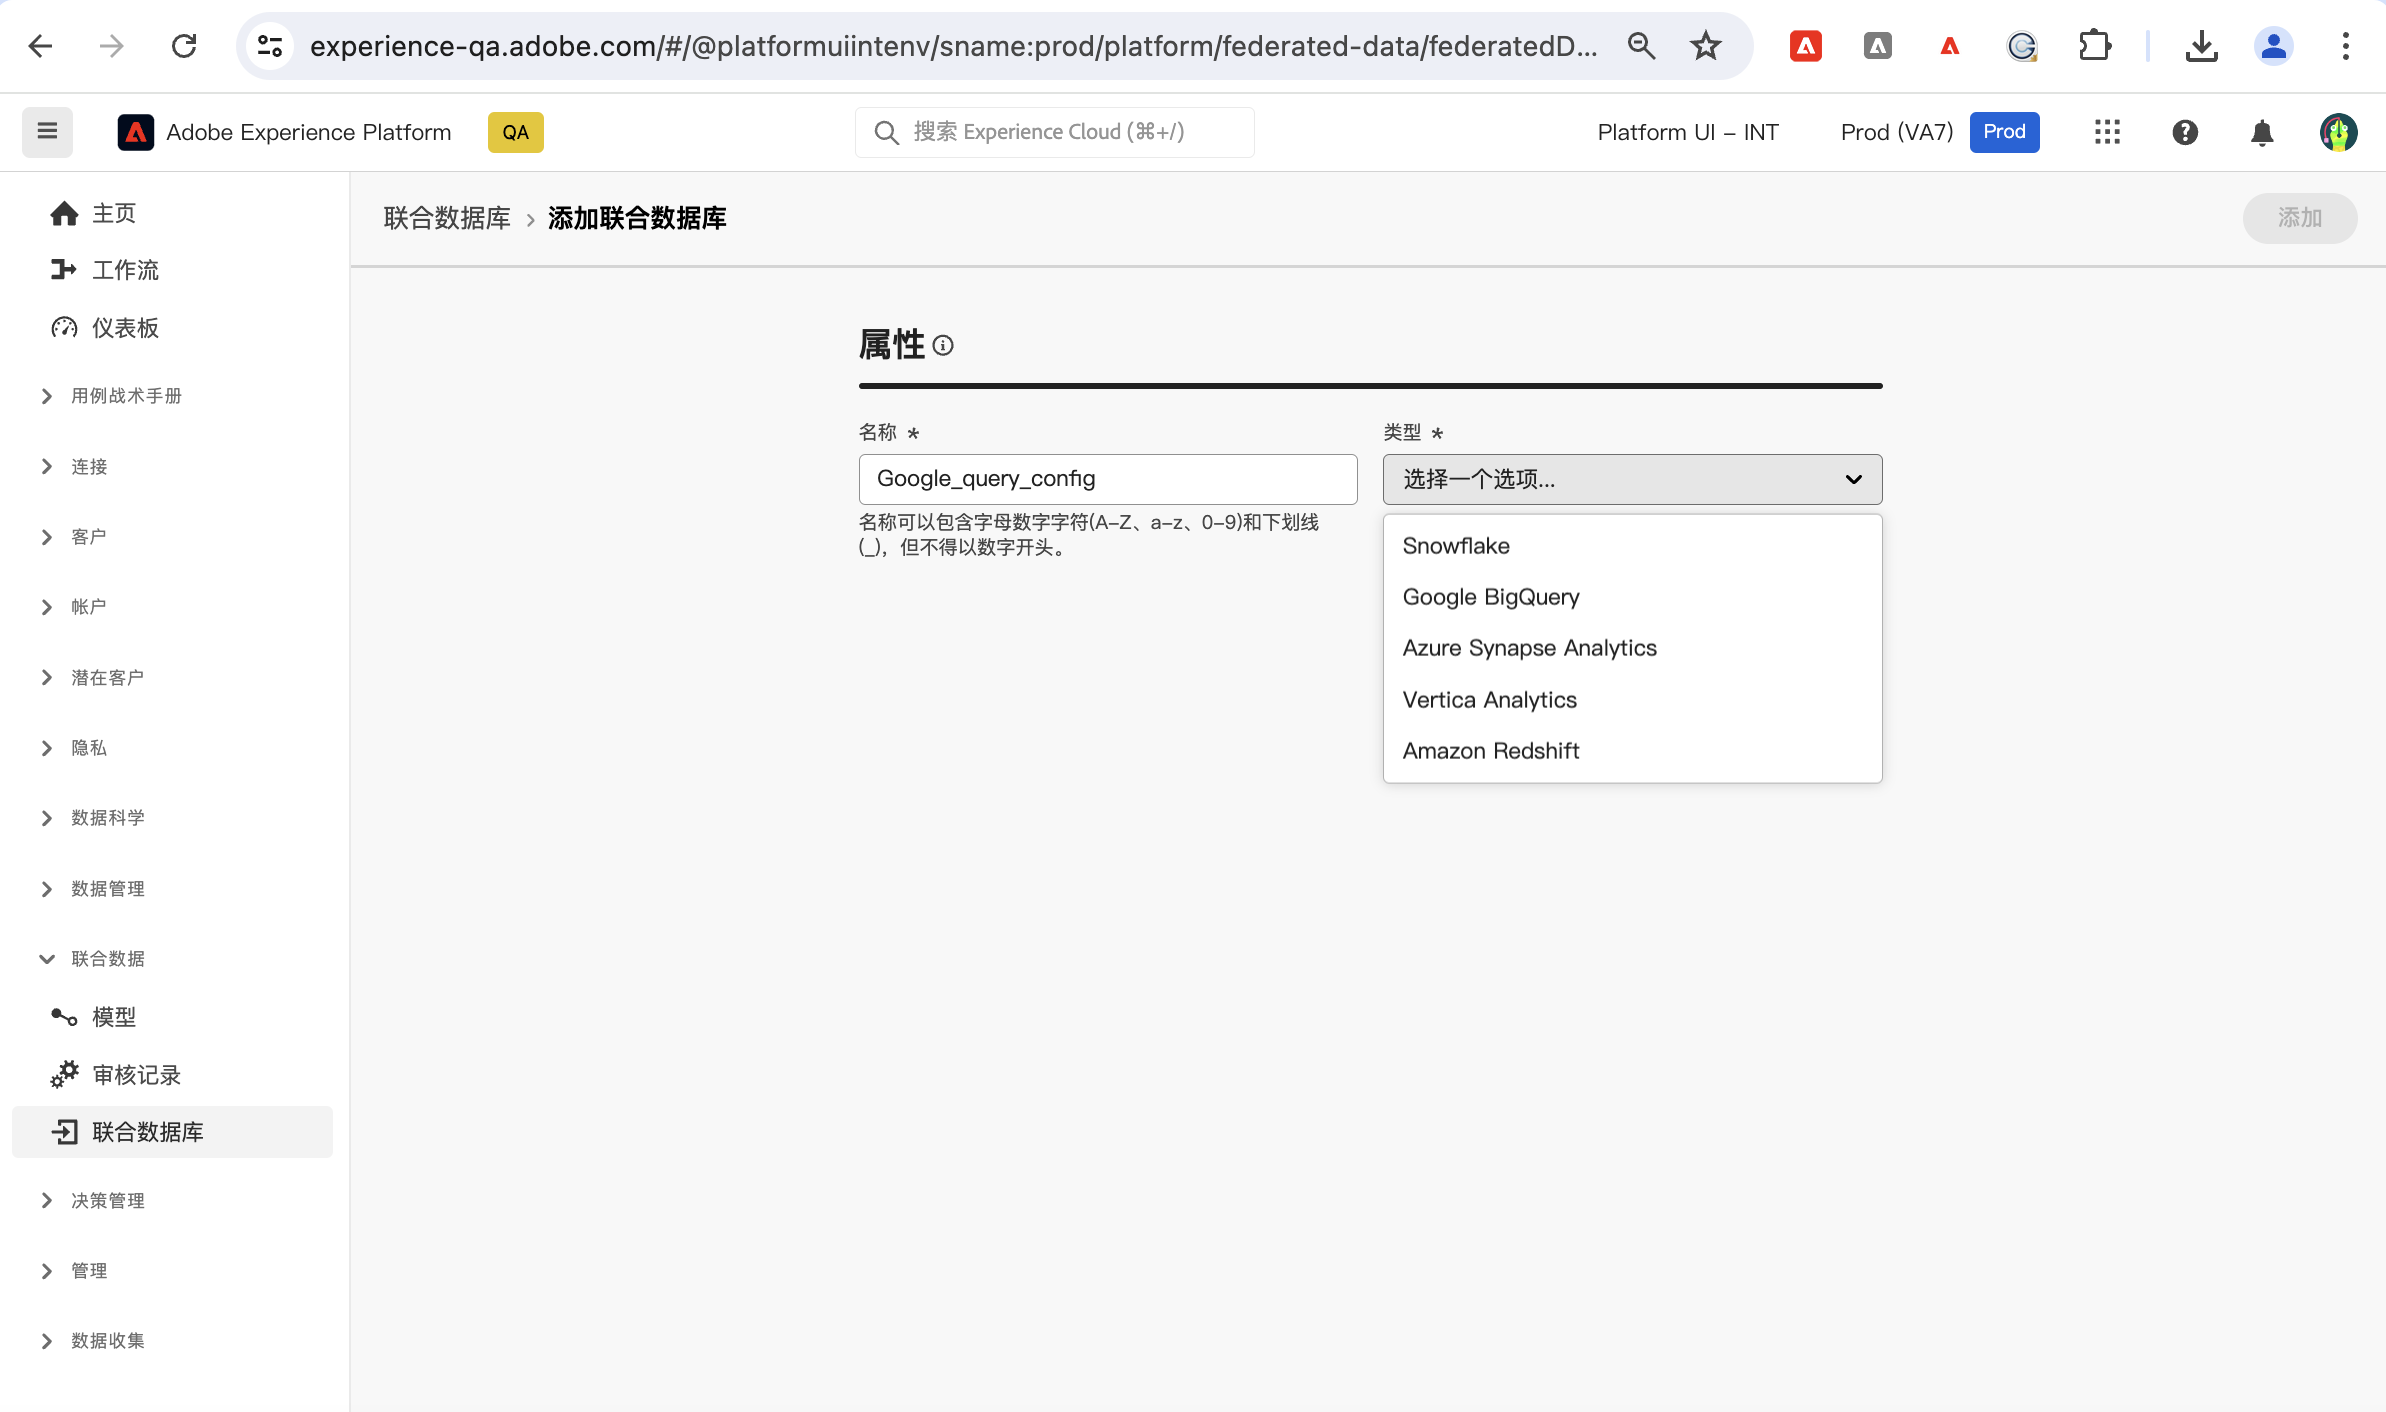 experience-qa.adobe.com/#/@platformuiintenv/sname:prod/platform/federated-data/federatedD...
Adobe Experience Platform
QA
搜索 Experience Cloud (⌘+/)
Platform UI – INT
Prod (VA7)
Prod
主页
工作流
仪表板
用例战术手册
连接
客户
帐户
潜在客户
隐私
数据科学
数据管理
联合数据
模型
审核记录
联合数据库
决策管理
管理
数据收集
联合数据库 › 添加联合数据库
添加
属性
名称 *
Google_query_config
名称可以包含字母数字字符(A–Z、a–z、0–9)和下划线
(_)，但不得以数字开头。
类型 *
选择一个选项...
Snowflake
Google BigQuery
Azure Synapse Analytics
Vertica Analytics
Amazon Redshift